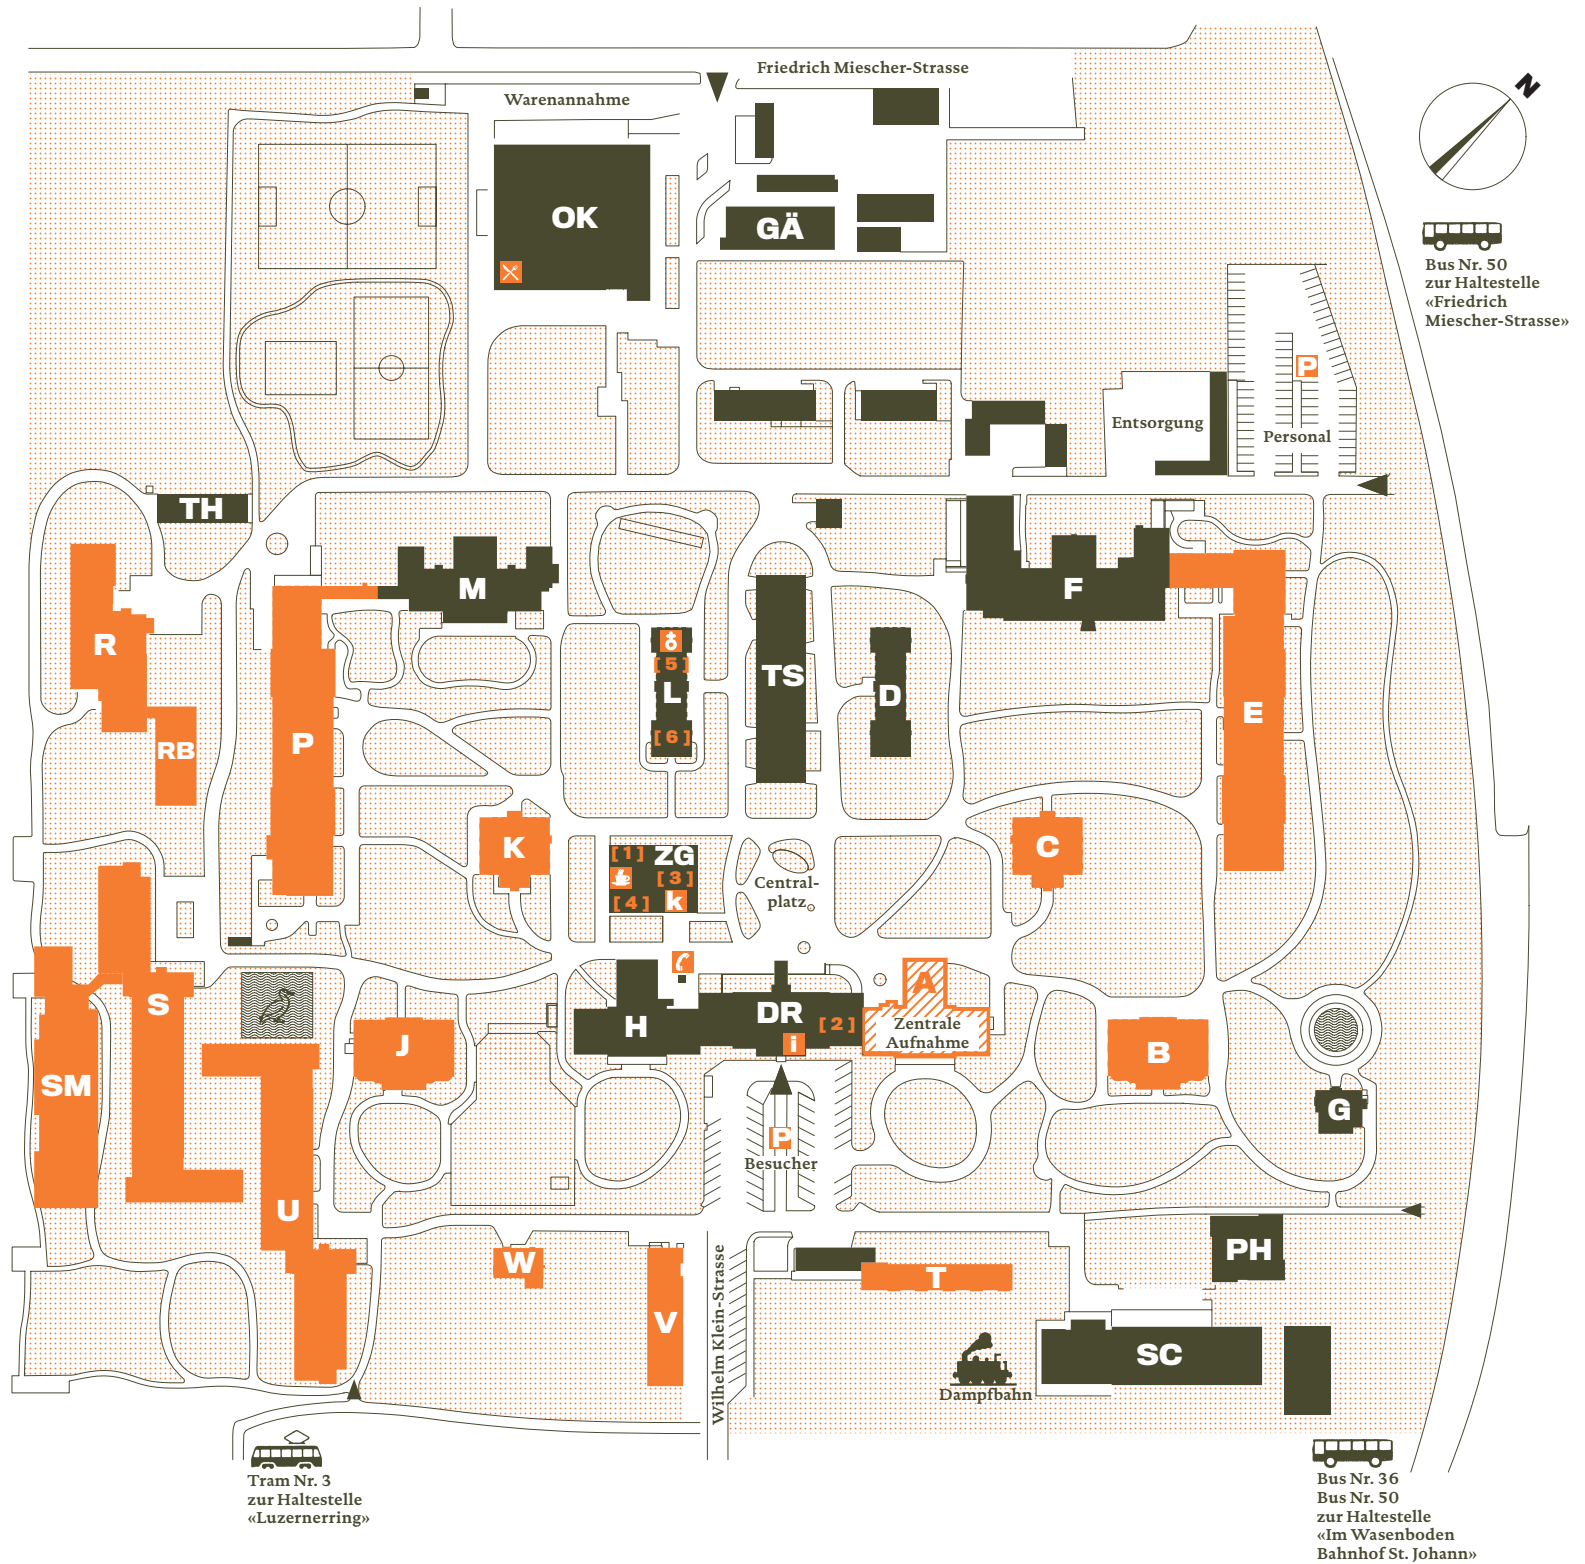 Friedrich Miescher-Strasse
Warenannahme
N
OK
GÄ
Bus Nr. 50
zur Haltestelle
«Friedrich
Miescher-Strasse»
P
Entsorgung
Personal
TH
M
F
R
[5]
L
[6]
TS
D
E
RB
P
K
[1] ZG
[3]
[4] k
Central-
platz
C
S
H
DR
[2]
i
A
Zentrale
Aufnahme
J
B
SM
G
P
Besucher
U
W
V
Wilhelm Klein-Strasse
T
PH
SC
Dampfbahn
Tram Nr. 3
zur Haltestelle
«Luzernerring»
Bus Nr. 36
Bus Nr. 50
zur Haltestelle
«Im Wasenboden
Bahnhof St. Johann»